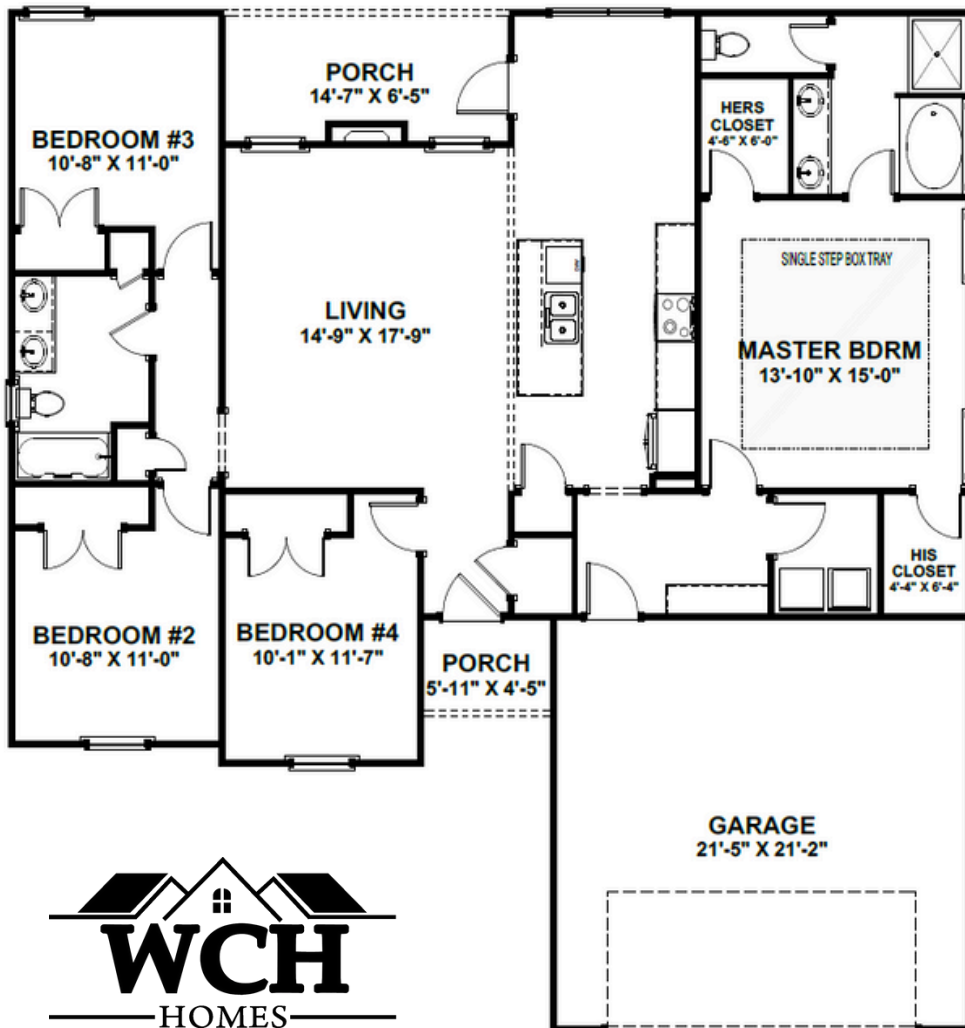 PORCH
14'-7" X 6'-5"
BEDROOM #3
10'-8" X 11'-0"
HERS
CLOSET
4'-6" X 6'-0"
SINGLE STEP BOX TRAY
LIVING
14'-9" X 17'-9"
MASTER BDRM
13'-10" X 15'-0"
HIS
CLOSET
4'-4" X 6'-4"
BEDROOM #2
10'-8" X 11'-0"
BEDROOM #4
10'-1" X 11'-7"
PORCH
5'-11" X 4'-5"
GARAGE
21'-5" X 21'-2"
WCH
HOMES